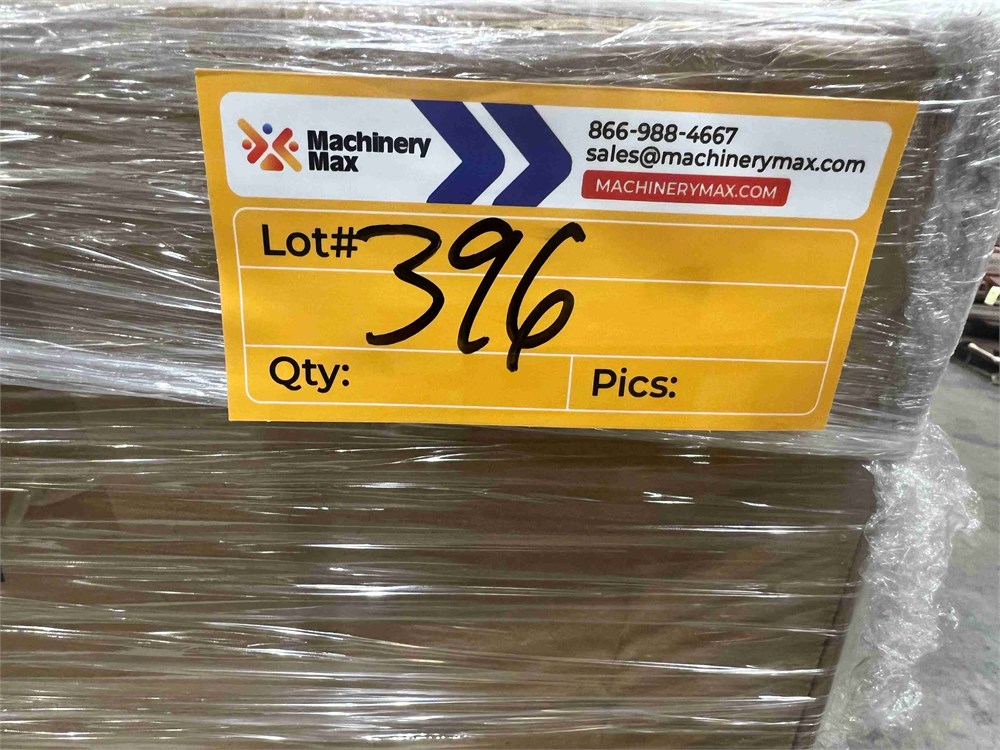 Machinery
Max
866-988-4667
sales@machinerymax.com
MACHINERYMAX.COM
Lot# 396
Qty:
Pics: